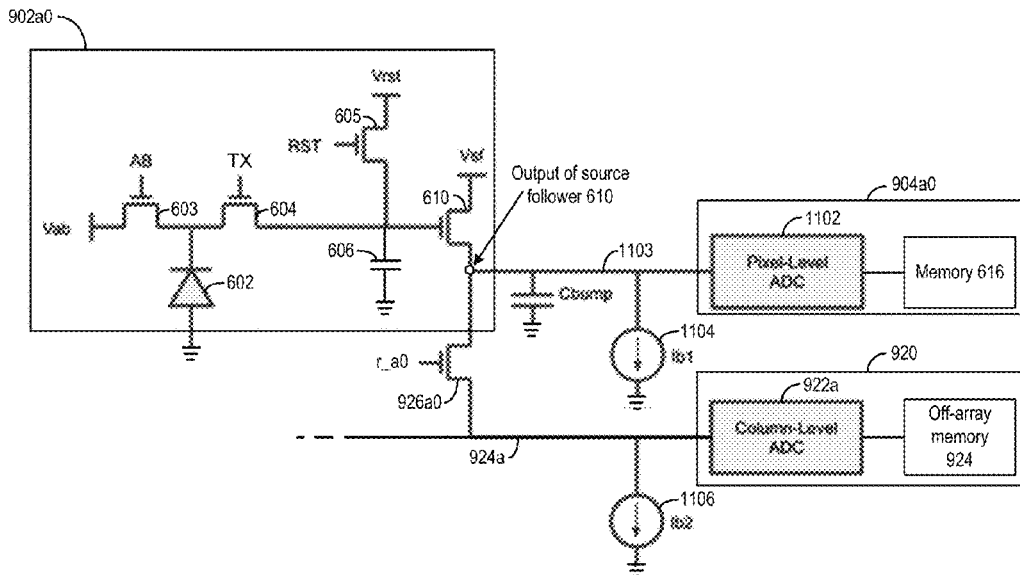 902a0
Vrst
605
RST
Vsf
AB
TX
610
Output of source
follower 610
603
604
Vab
606
602
904a0
1102
Pixel-Level
ADC
Memory 616
1103
Cbump
1104
Ib1
r_a0
926a0
920
922a
Column-Level
ADC
Off-array
memory
924
924a
1106
Ib2